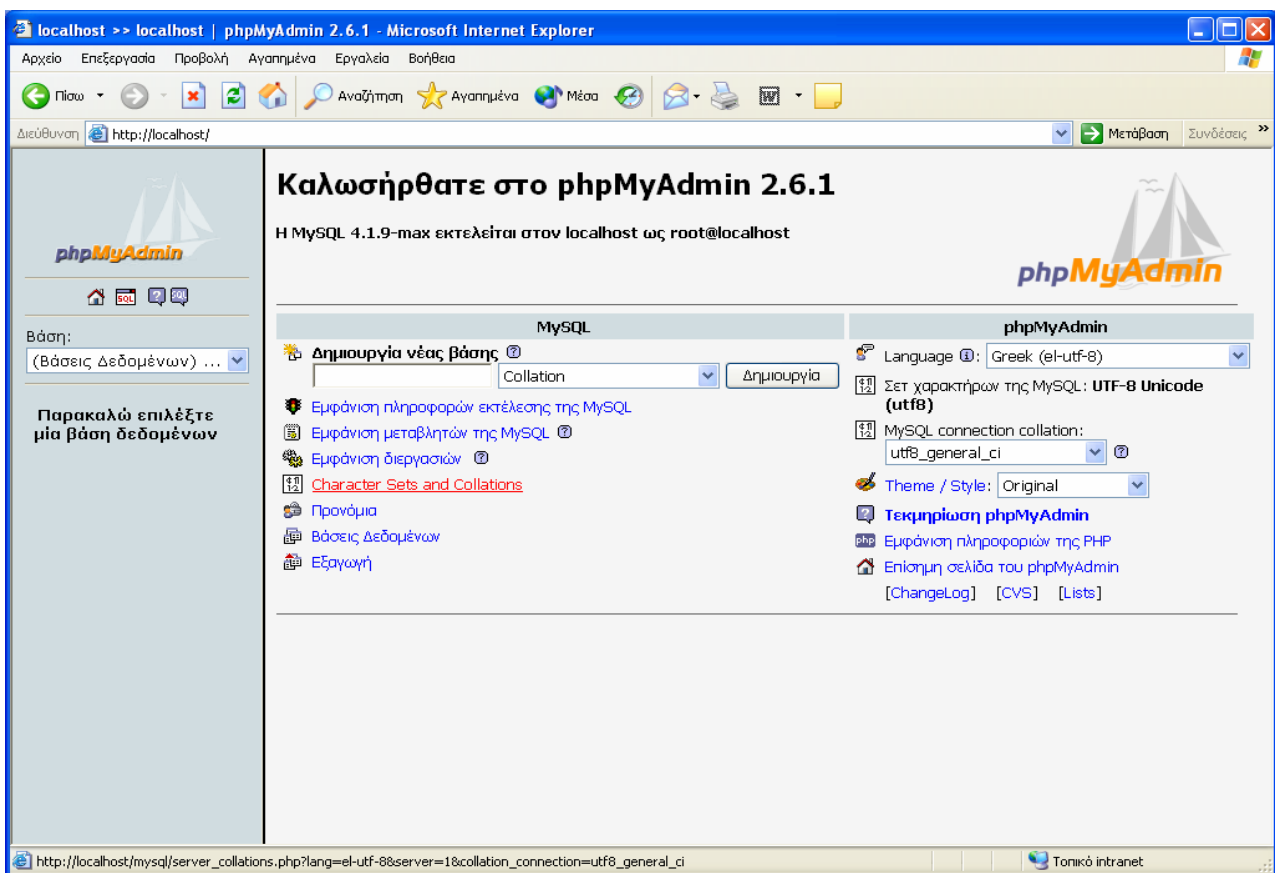 localhost >> localhost | phpMyAdmin 2.6.1 - Microsoft Internet Explorer
Αρχείο Επεξεργασία Προβολή Αγαπημένα Εργαλεία Βοήθεια
Πίσω Αναζήτηση Αγαπημένα Μέσα
Διεύθυνση http://localhost/ Μετάβαση Συνδέσεις »
phpMyAdmin
SQL ? SQL
Βάση:
(Βάσεις Δεδομένων) ...
Παρακαλώ επιλέξτε
μία βάση δεδομένων
Καλωσήρθατε στο phpMyAdmin 2.6.1
Η MySQL 4.1.9-max εκτελείται στον localhost ως root@localhost
phpMyAdmin
MySQL
Δημιουργία νέας βάσης
Collation Δημιουργία
Εμφάνιση πληροφορών εκτέλεσης της MySQL
Εμφάνιση μεταβλητών της MySQL
Εμφάνιση διεργασιών
Character Sets and Collations
Προνόμια
Βάσεις Δεδομένων
Εξαγωγή
phpMyAdmin
Language : Greek (el-utf-8)
Σετ χαρακτήρων της MySQL: UTF-8 Unicode
(utf8)
MySQL connection collation:
utf8_general_ci
Theme / Style: Original
Τεκμηρίωση phpMyAdmin
php Εμφάνιση πληροφοριών της PHP
Επίσημη σελίδα του phpMyAdmin
[ChangeLog] [CVS] [Lists]
http://localhost/mysql/server_collations.php?lang=el-utf-8&server=1&collation_connection=utf8_general_ci Τοπικό intranet